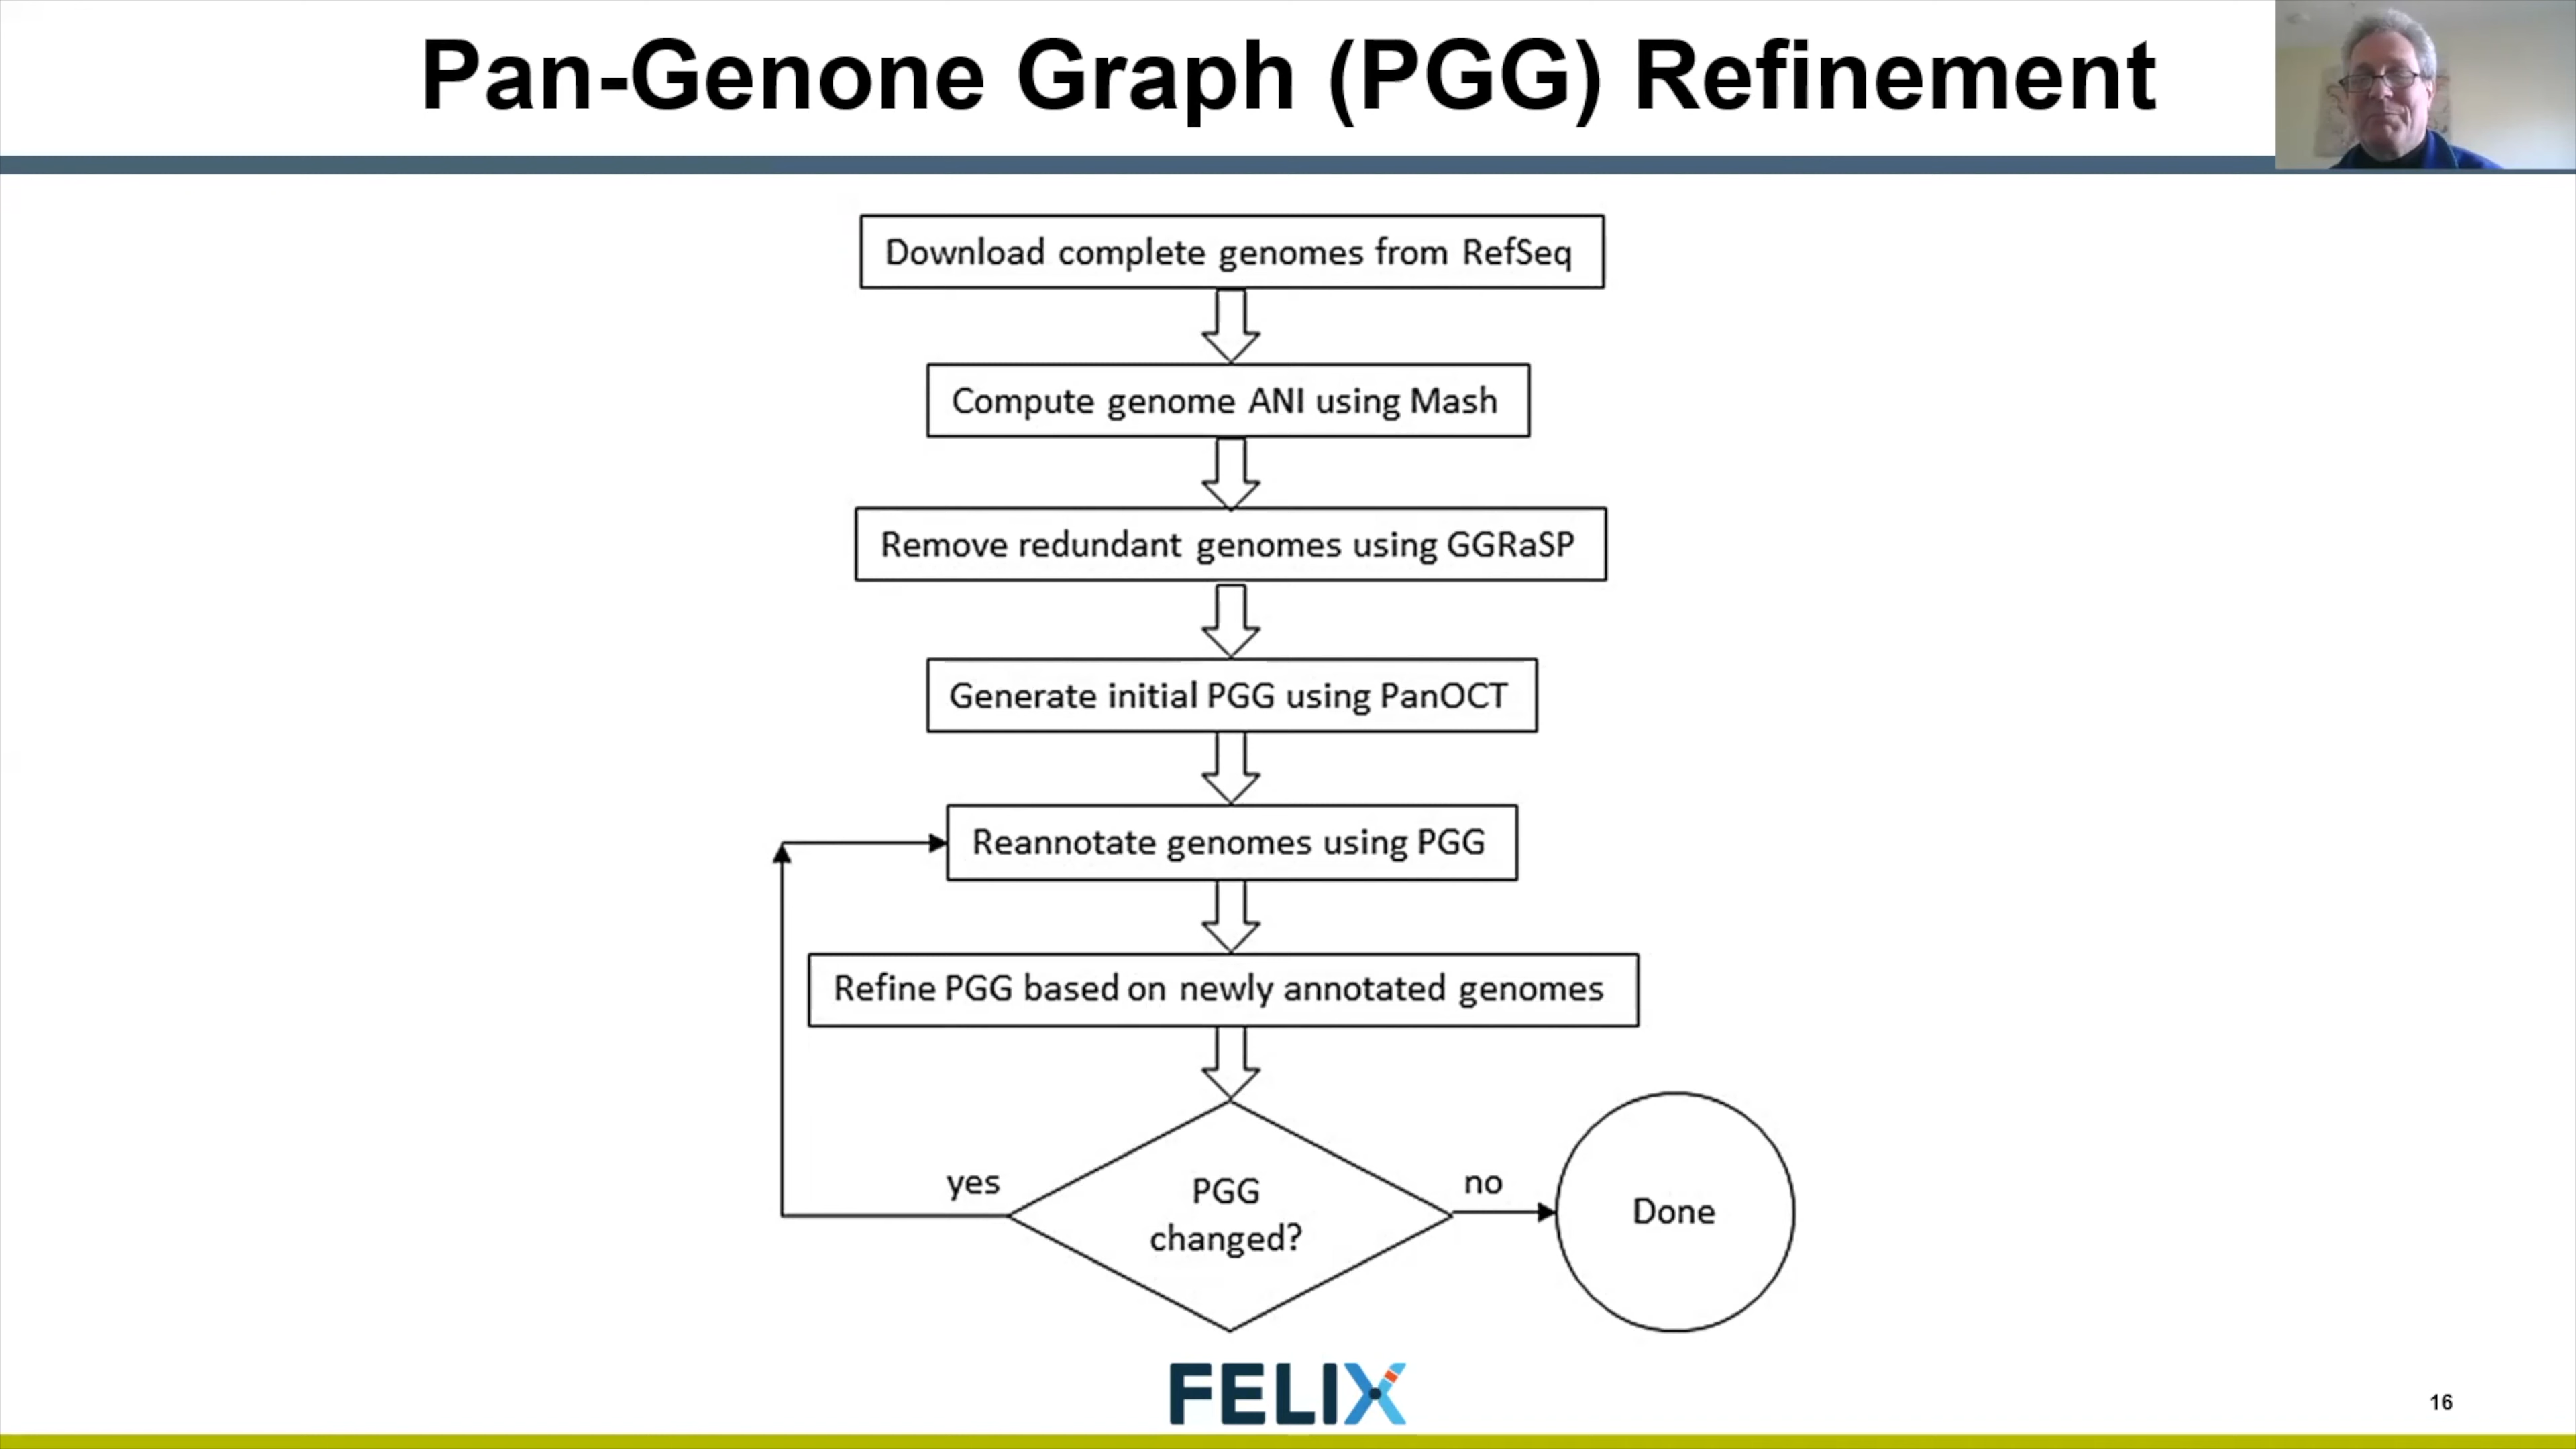 Pan-Genone Graph (PGG) Refinement
Download complete genomes from RefSeq
Compute genome ANI using Mash
Remove redundant genomes using GGRaSP
Generate initial PGG using PanOCT
Reannotate genomes using PGG
Refine PGG based on newly annotated genomes
yes
PGG
changed?
no
Done
FELIX
16